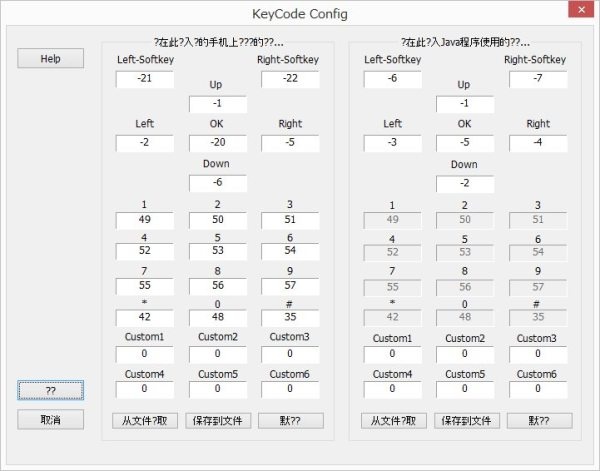 KeyCode Config
Help
?在此?入?的手机上???的??...
Left-Softkey Right-Softkey
-21 -22
Up
-1
Left OK Right
-2 -20 -5
Down
-6
1 2 3
49 50 51
4 5 6
52 53 54
7 8 9
55 56 57
* 0 #
42 48 35
Custom1 Custom2 Custom3
0 0 0
Custom4 Custom5 Custom6
0 0 0
从文件?取 保存到文件 默??
?在此?入Java程序使用的??...
Left-Softkey Right-Softkey
-6 -7
Up
-1
Left OK Right
-3 -5 -4
Down
-2
1 2 3
49 50 51
4 5 6
52 53 54
7 8 9
55 56 57
* 0 #
42 48 35
Custom1 Custom2 Custom3
0 0 0
Custom4 Custom5 Custom6
0 0 0
从文件?取 保存到文件 默??
??
取消